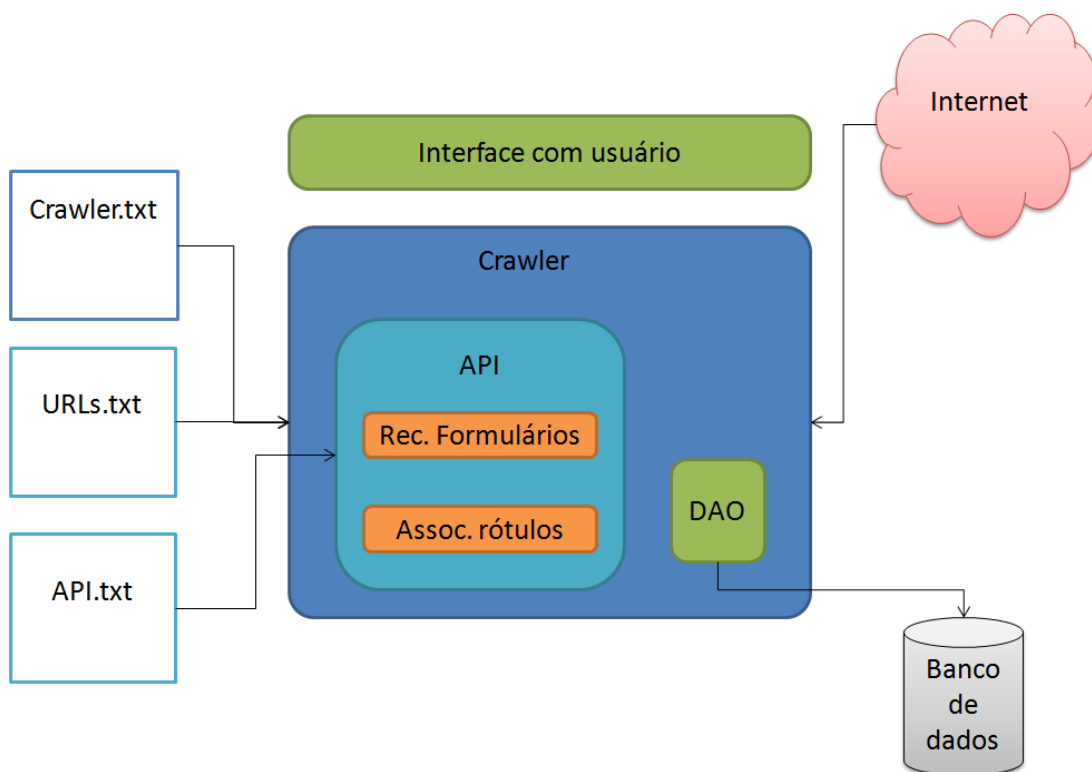 Internet
Interface com usuário
Crawler.txt
Crawler
API
URLs.txt
Rec. Formulários
DAO
Assoc. rótulos
API.txt
Banco
de
dados